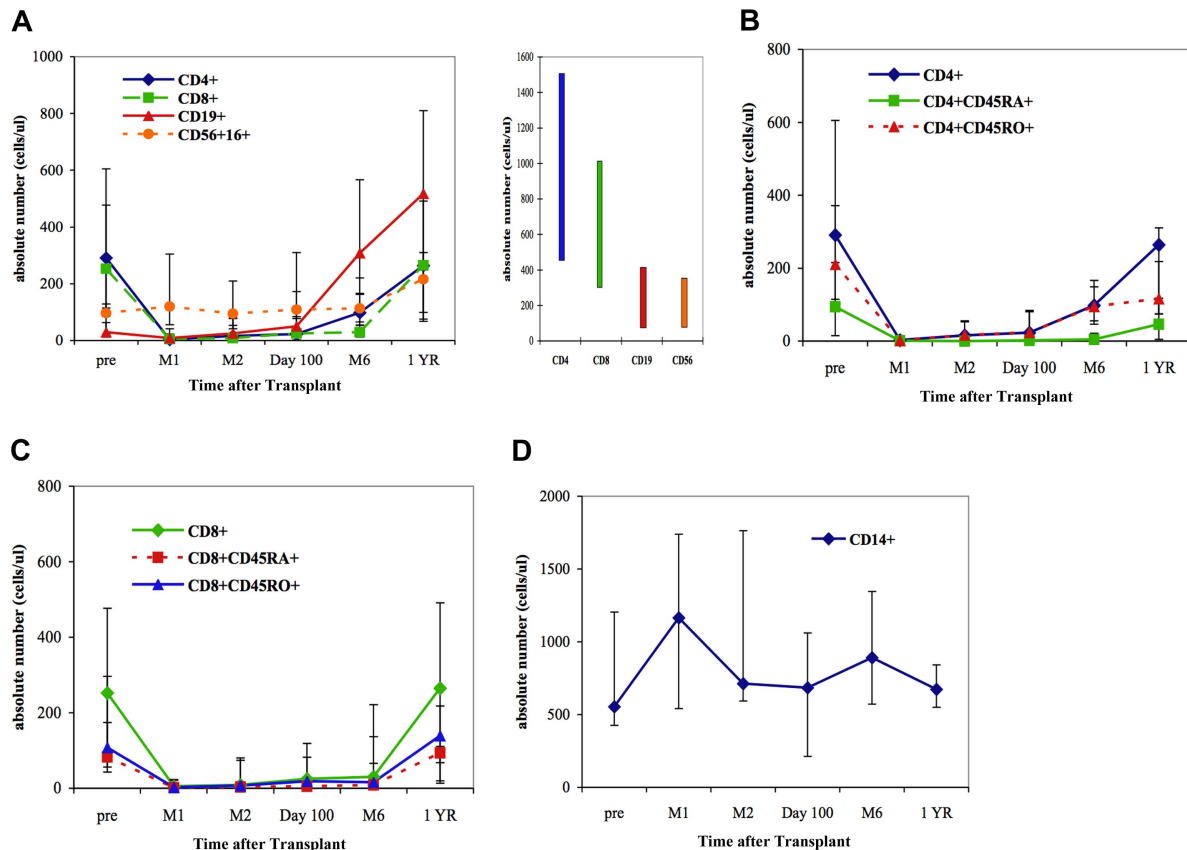 A
1000
800
600
400
200
0
absolute number (cells/ul)
CD4+
CD8+
CD19+
CD56+16+
pre M1 M2 Day 100 M6 1 YR
Time after Transplant
1600
1400
1200
1000
800
600
400
200
0
absolute number (cells/ul)
CD4 CD8 CD19 CD56
B
800
600
400
200
0
absolute number (cells/ul)
CD4+
CD4+CD45RA+
CD4+CD45RO+
pre M1 M2 Day 100 M6 1 YR
Time after Transplant
C
800
600
400
200
0
absolute number (cells/ul)
CD8+
CD8+CD45RA+
CD8+CD45RO+
pre M1 M2 Day 100 M6 1 YR
Time after Transplant
D
2000
1500
1000
500
0
absolute number (cells/ul)
CD14+
pre M1 M2 Day 100 M6 1 YR
Time after Transplant